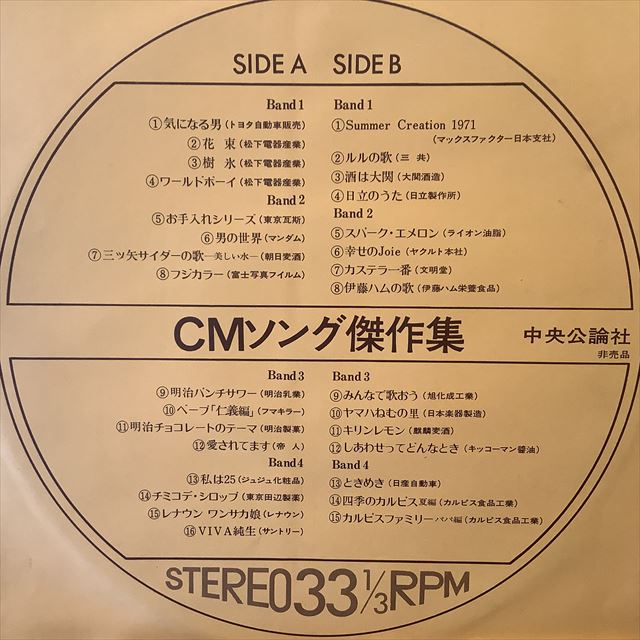 SIDE A
Band1
①気になる男(トヨタ自動車販売)
②花束(松下電器産業)
③樹氷(松下電器産業)
④ワールドボーイ(松下電器産業)
Band2
⑤お手入れシリーズ(東京瓦斯)
⑥男の世界(マンダム)
⑦三ッ矢サイダーの歌—美しい水—(朝日麦酒)
⑧フジカラー(富士写真フイルム)
SIDE B
Band1
①Summer Creation 1971
(マックスファクター日本支社)
②ルルの歌(三共)
③酒は大関(大関酒造)
④日立のうた(日立製作所)
Band2
⑤スパーク・エメロン(ライオン油脂)
⑥幸せのJoie(ヤクルト本社)
⑦カステラ一番(文明堂)
⑧伊藤ハムの歌(伊藤ハム栄養食品)
CMソング傑作集
中央公論社
非売品
Band3
⑨明治パンチサワー(明治乳業)
⑩ベープ「仁義編」(フマキラー)
⑪明治チョコレートのテーマ(明治製菓)
⑫愛されてます(帝人)
Band4
⑬私は25(ジュジュ化粧品)
⑭チミコデ・シロップ(東京田辺製薬)
⑮レナウン ワンサカ娘(レナウン)
⑯VIVA純生(サントリー)
Band3
⑨みんなで歌おう(旭化成工業)
⑩ヤマハねむの里(日本楽器製造)
⑪キリンレモン(麒麟麦酒)
⑫しあわせってどんなとき(キッコーマン醤油)
Band4
⑬ときめき(日産自動車)
⑭四季のカルピス夏編(カルピス食品工業)
⑮カルピスファミリーパパ編(カルピス食品工業)
STEREO33 1/3RPM